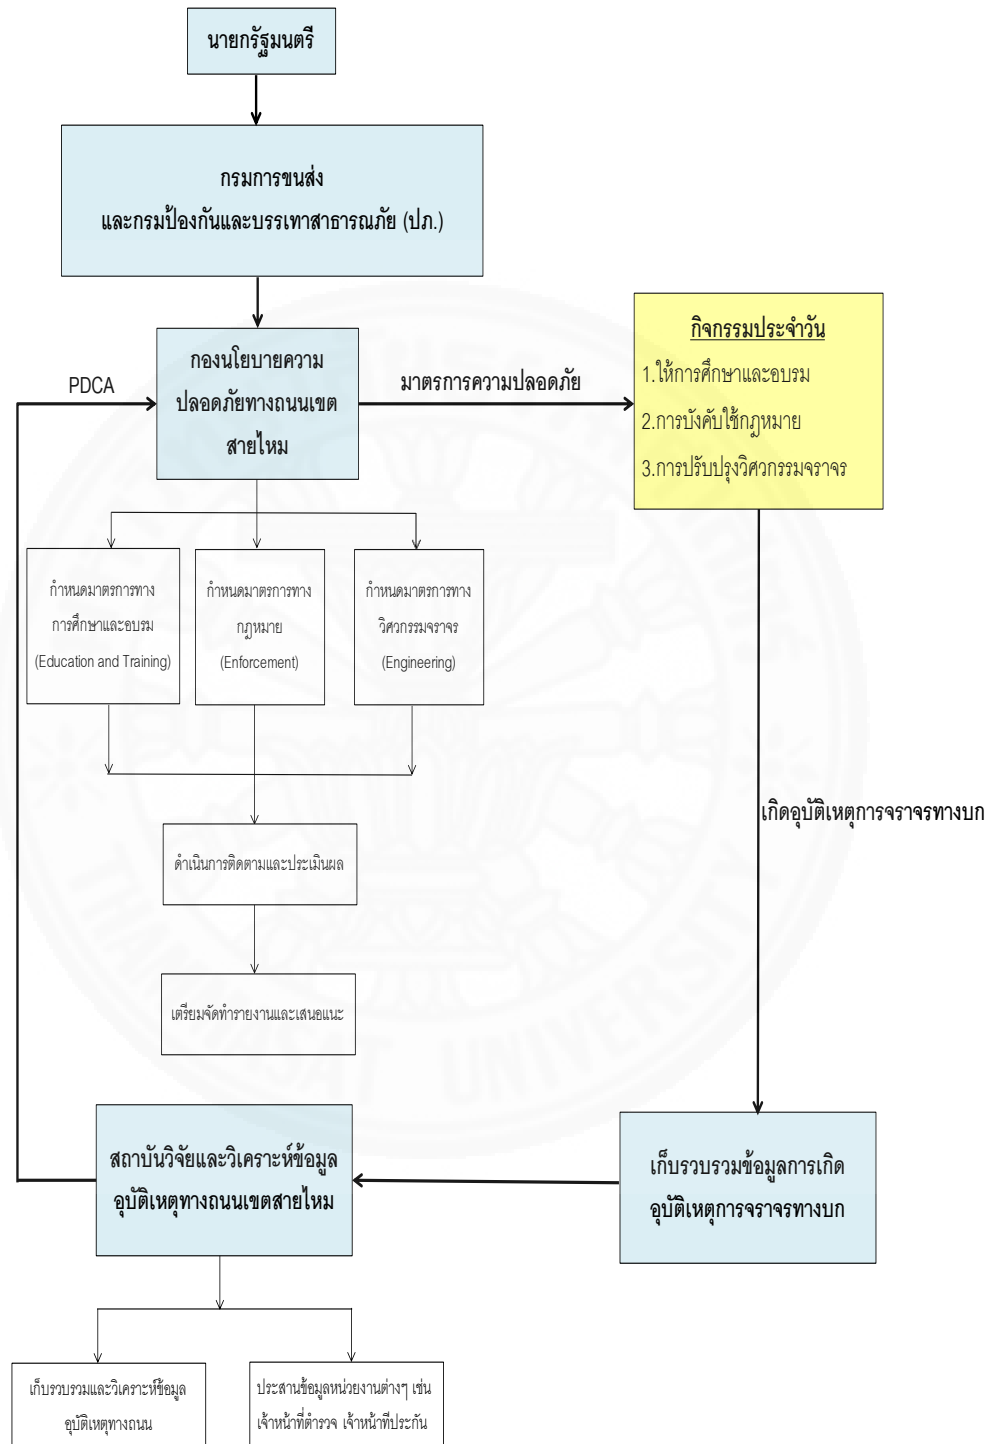 นายกรัฐมนตรี
กรมการขนส่ง
และกรมป้องกันและบรรเทาสาธารณภัย (ปภ.)
กองนโยบายความ
ปลอดภัยทางถนนเขต
สายไหม
PDCA
มาตรการความปลอดภัย
กิจกรรมประจำวัน
1.ให้การศึกษาและอบรม
2.การบังคับใช้กฎหมาย
3.การปรับปรุงวิศวกรรมจราจร
กำหนดมาตรการทาง
การศึกษาและอบรม
(Education and Training)
กำหนดมาตรการทาง
กฎหมาย
(Enforcement)
กำหนดมาตรการทาง
วิศวกรรมจราจร
(Engineering)
เกิดอุบัติเหตุการจราจรทางบก
ดำเนินการติดตามและประเมินผล
เตรียมจัดทำรายงานและเสนอแนะ
สถาบันวิจัยและวิเคราะห์ข้อมูล
อุบัติเหตุทางถนนเขตสายไหม
เก็บรวบรวมข้อมูลการเกิด
อุบัติเหตุการจราจรทางบก
เก็บรวบรวมและวิเคราะห์ข้อมูล
อุบัติเหตุทางถนน
ประสานข้อมูลหน่วยงานต่างๆ เช่น
เจ้าหน้าที่ตำรวจ เจ้าหน้าทีประกัน
THAMMASAT UNIVERSITY